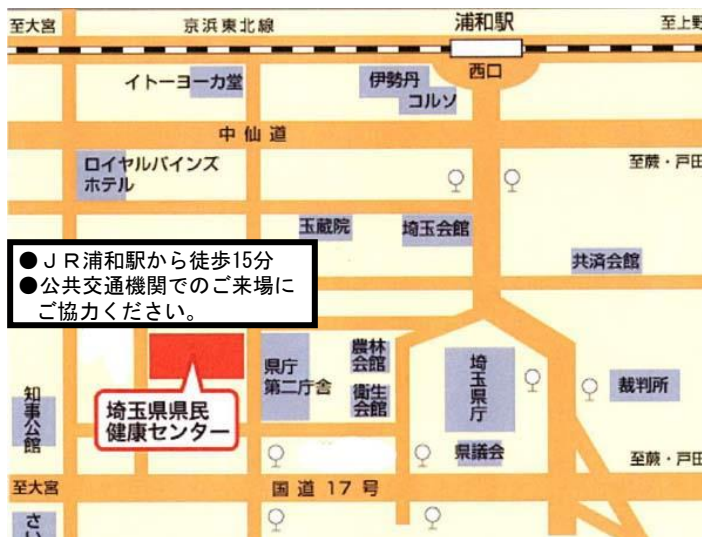 至大宮
京浜東北線
浦和駅
至上野
西口
イトーヨーカ堂
伊勢丹
コルソ
中仙道
ロイヤルパインズ
ホテル
至蕨・戸田
玉蔵院
埼玉会館
共済会館
●ＪＲ浦和駅から徒歩15分
●公共交通機関でのご来場に
ご協力ください。
県庁
第二庁舎
農林
会館
衛生
会館
埼玉県庁
裁判所
知事公館
埼玉県県民
健康センター
県議会
至蕨・戸田
至大宮
国道17号
さい